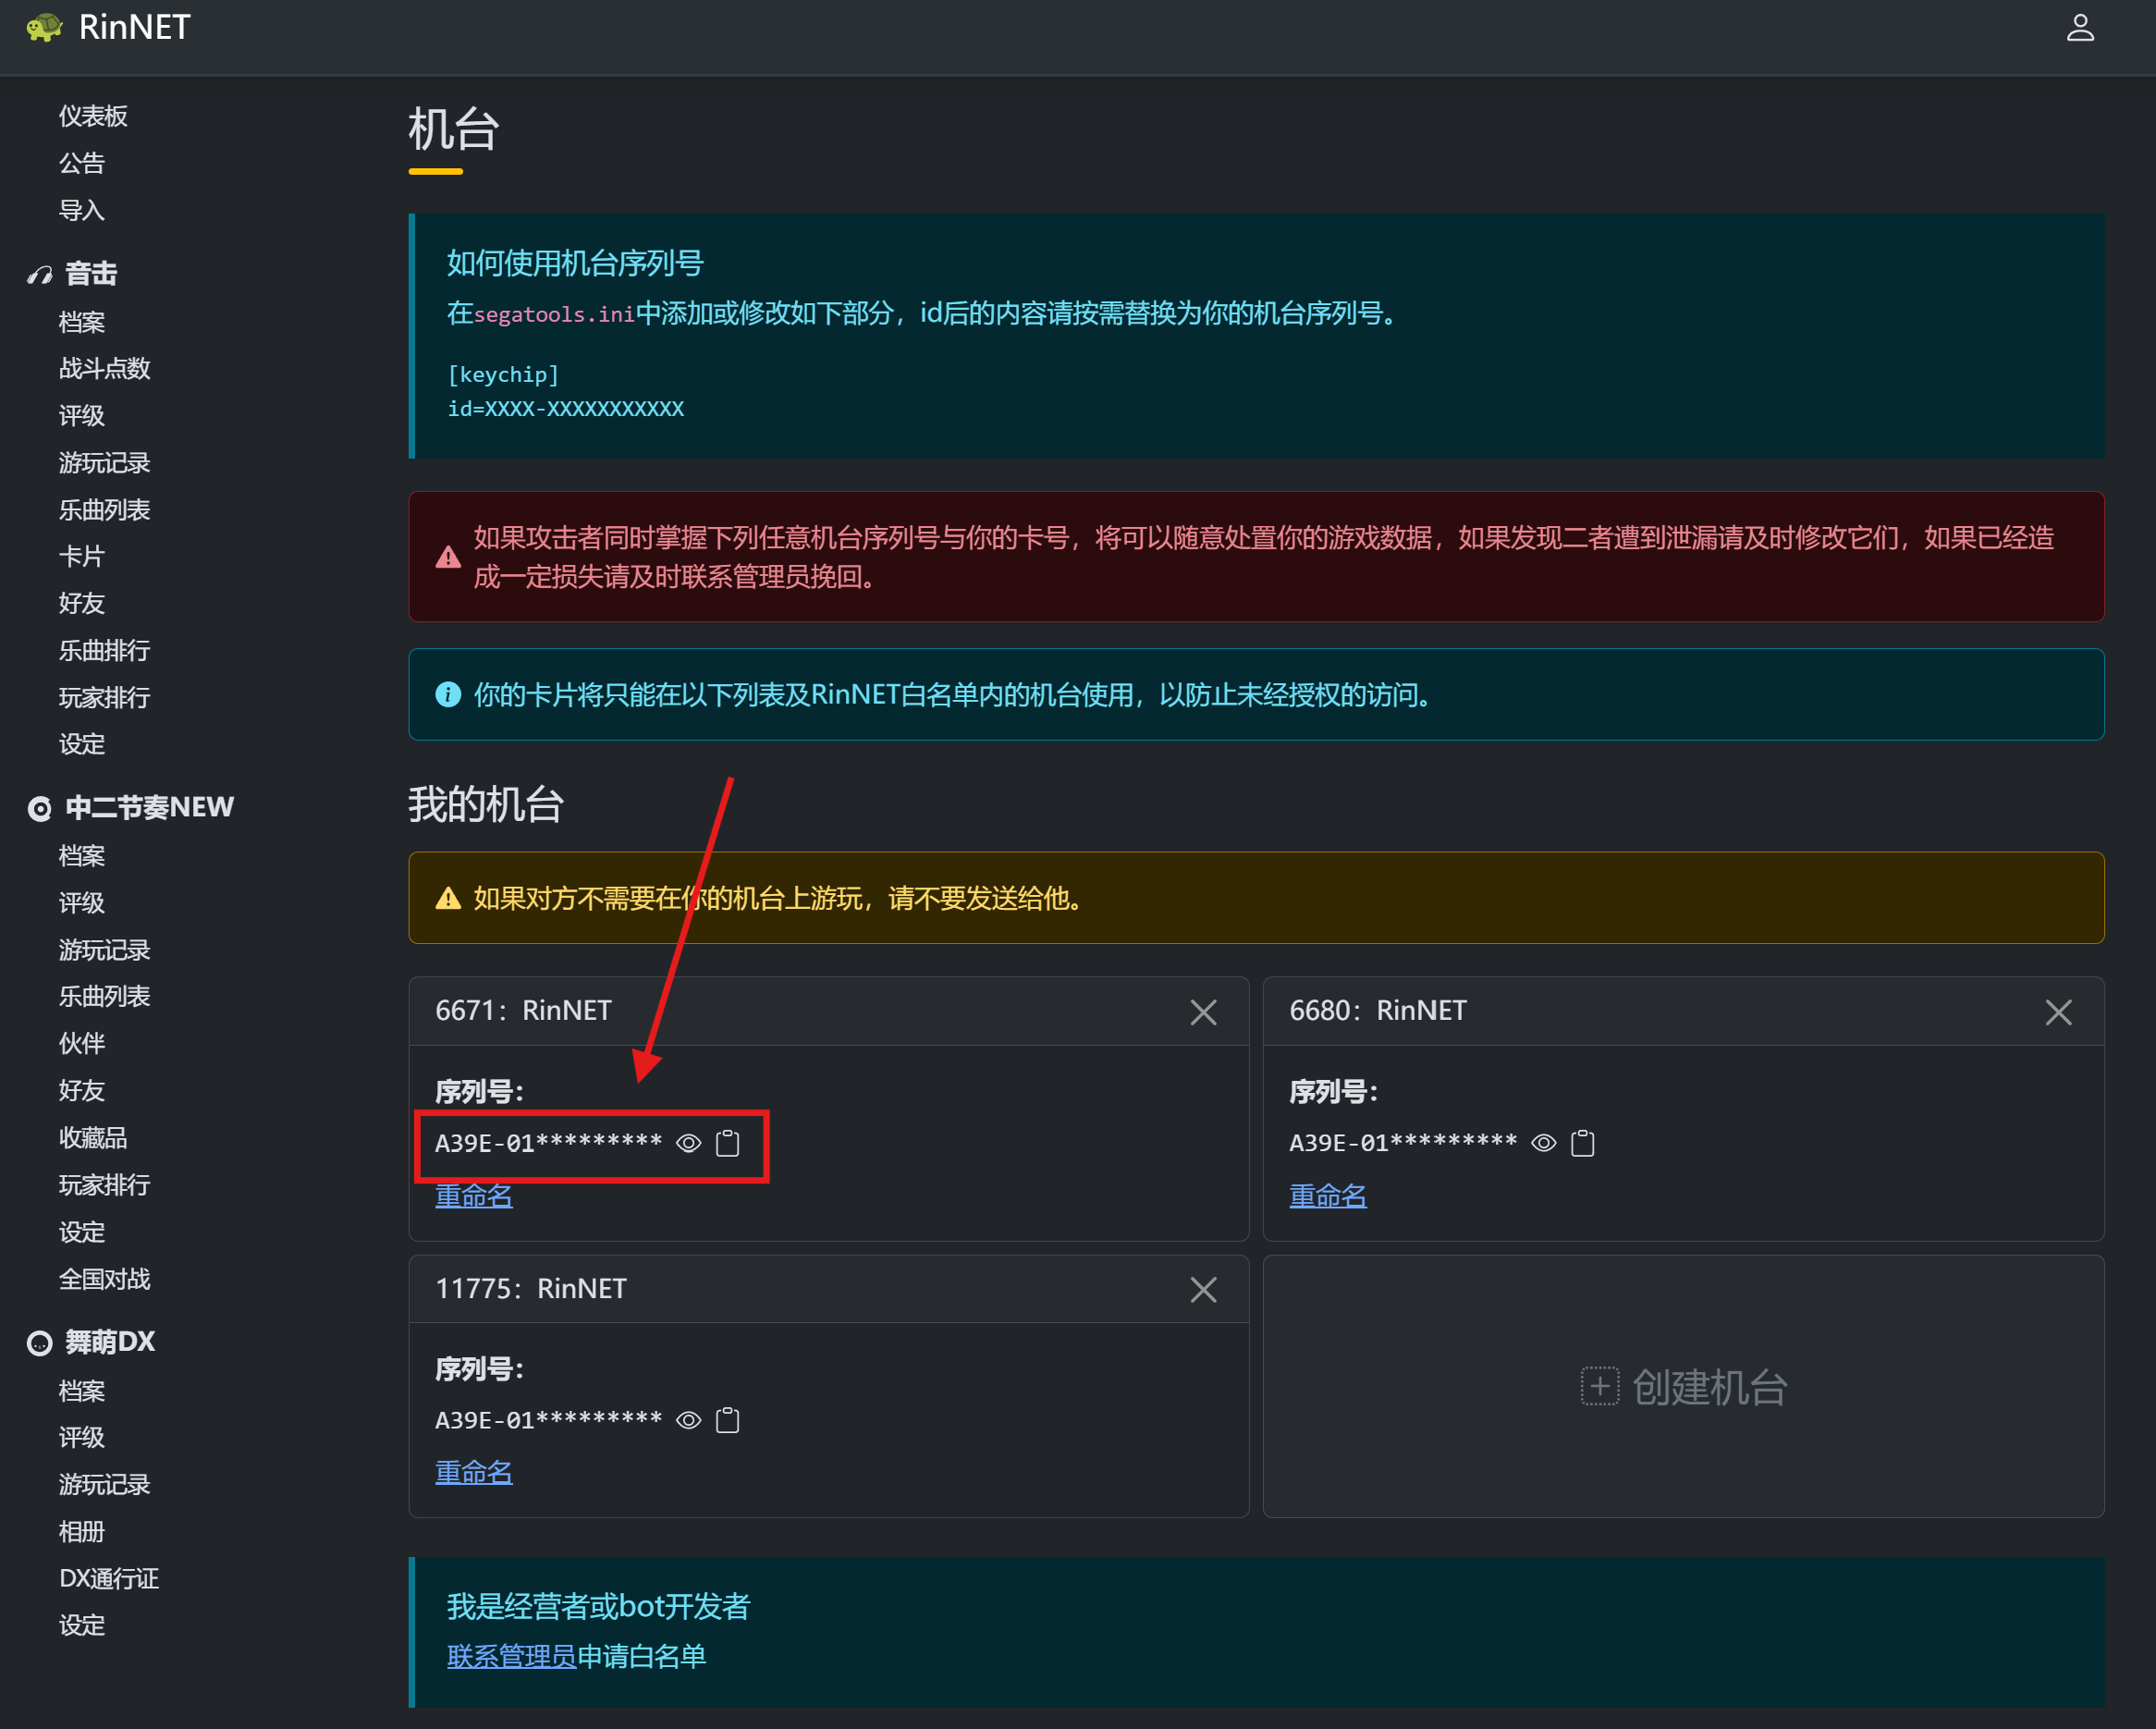 RinNET
仪表板
公告
导入
音击
档案
战斗点数
评级
游玩记录
乐曲列表
卡片
好友
乐曲排行
玩家排行
设定
中二节奏NEW
档案
评级
游玩记录
乐曲列表
伙伴
好友
收藏品
玩家排行
设定
全国对战
舞萌DX
档案
评级
游玩记录
相册
DX通行证
设定
机台
如何使用机台序列号
在segatools.ini中添加或修改如下部分，id后的内容请按需替换为你的机台序列号。
[keychip]
id=XXXX-XXXXXXXXXXX
如果攻击者同时掌握下列任意机台序列号与你的卡号，将可以随意处置你的游戏数据，如果发现二者遭到泄漏请及时修改它们，如果已经造
成一定损失请及时联系管理员挽回。
你的卡片将只能在以下列表及RinNET白名单内的机台使用，以防止未经授权的访问。
我的机台
如果对方不需要在你的机台上游玩，请不要发送给他。
6671：RinNET
序列号：
A39E-01*********
重命名
6680：RinNET
序列号：
A39E-01*********
重命名
11775：RinNET
序列号：
A39E-01*********
重命名
创建机台
我是经营者或bot开发者
联系管理员申请白名单